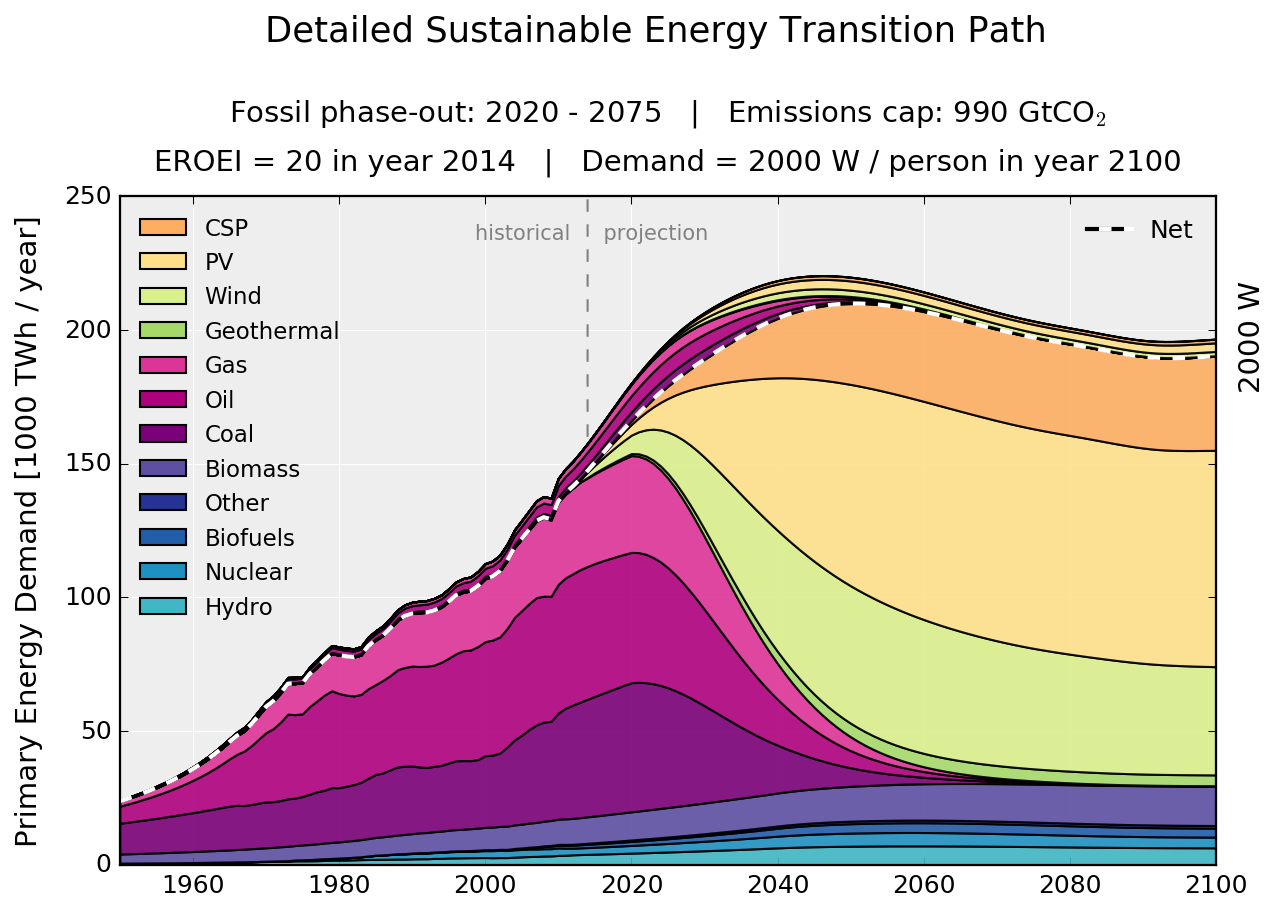 Detailed Sustainable Energy Transition Path
Fossil phase-out: 2020 - 2075 | Emissions cap: 990 GtCO₂
EROEI = 20 in year 2014 | Demand = 2000 W / person in year 2100
Primary Energy Demand [1000 TWh / year]
250
200
150
100
50
0
CSP
PV
Wind
Geothermal
Gas
Oil
Coal
Biomass
Other
Biofuels
Nuclear
Hydro
historical
projection
Net
2000 W
1960 1980 2000 2020 2040 2060 2080 2100